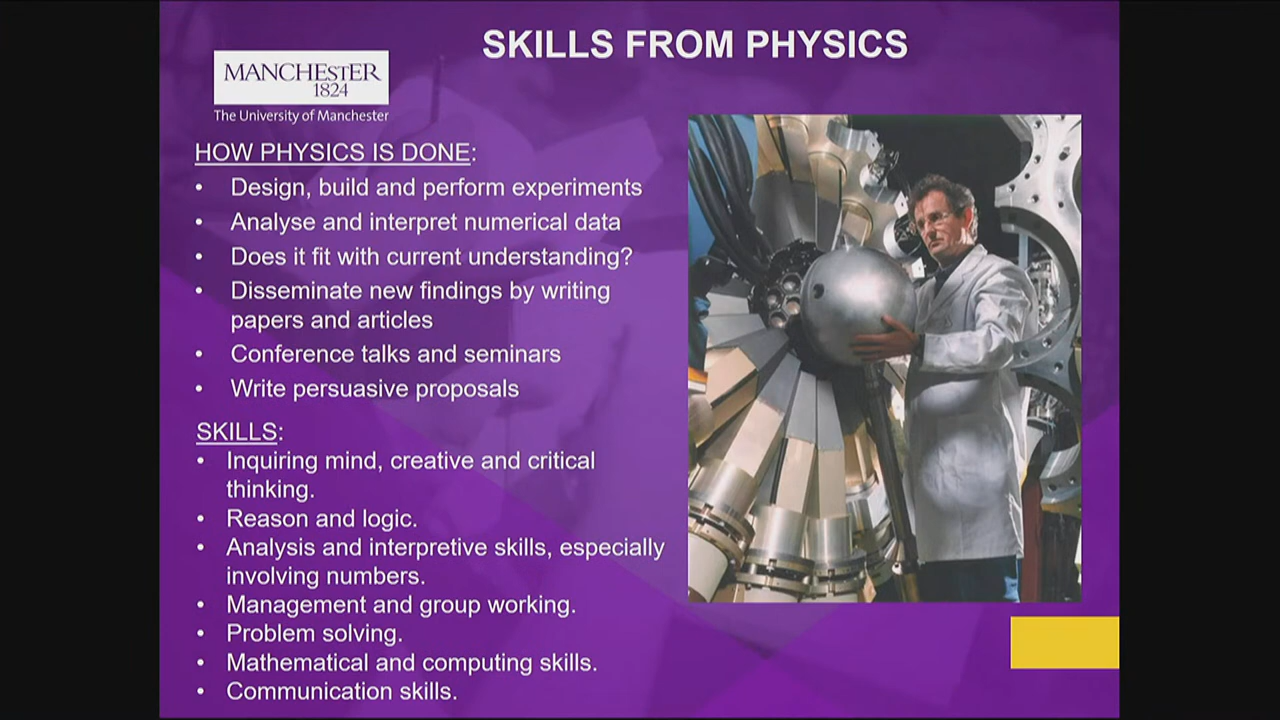 SKILLS FROM PHYSICS
MANCHESTER
1824
The University of Manchester
HOW PHYSICS IS DONE:
• Design, build and perform experiments
• Analyse and interpret numerical data
• Does it fit with current understanding?
• Disseminate new findings by writing
papers and articles
• Conference talks and seminars
• Write persuasive proposals
SKILLS:
• Inquiring mind, creative and critical
thinking.
• Reason and logic.
• Analysis and interpretive skills, especially
involving numbers.
• Management and group working.
• Problem solving.
• Mathematical and computing skills.
• Communication skills.